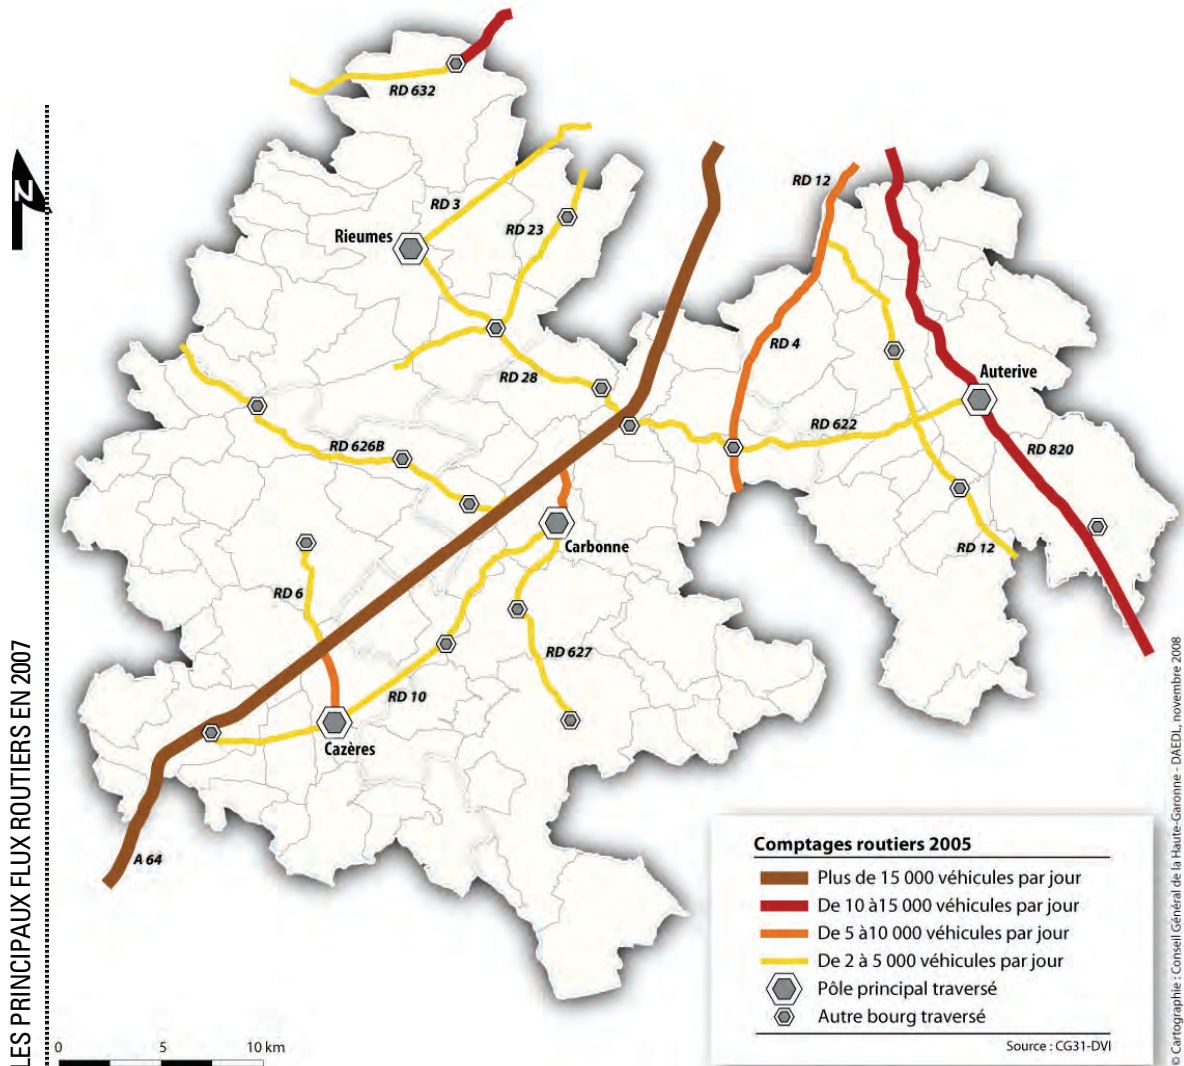 LES PRINCIPAUX FLUX ROUTIERS EN 2007
N
RD 632
RD 3
RD 23
Rieumes
RD 12
RD 4
RD 28
Auterive
RD 622
RD 626B
RD 820
Carbonne
RD 12
RD 6
RD 627
RD 10
Cazères
A 64
Comptages routiers 2005
Plus de 15 000 véhicules par jour
De 10 à15 000 véhicules par jour
De 5 à10 000 véhicules par jour
De 2 à 5 000 véhicules par jour
Pôle principal traversé
Autre bourg traversé
Source : CG31-DVI
0 5 10 km
© Cartographie : Conseil Général de la Haute-Garonne - DAEDL, novembre 2008